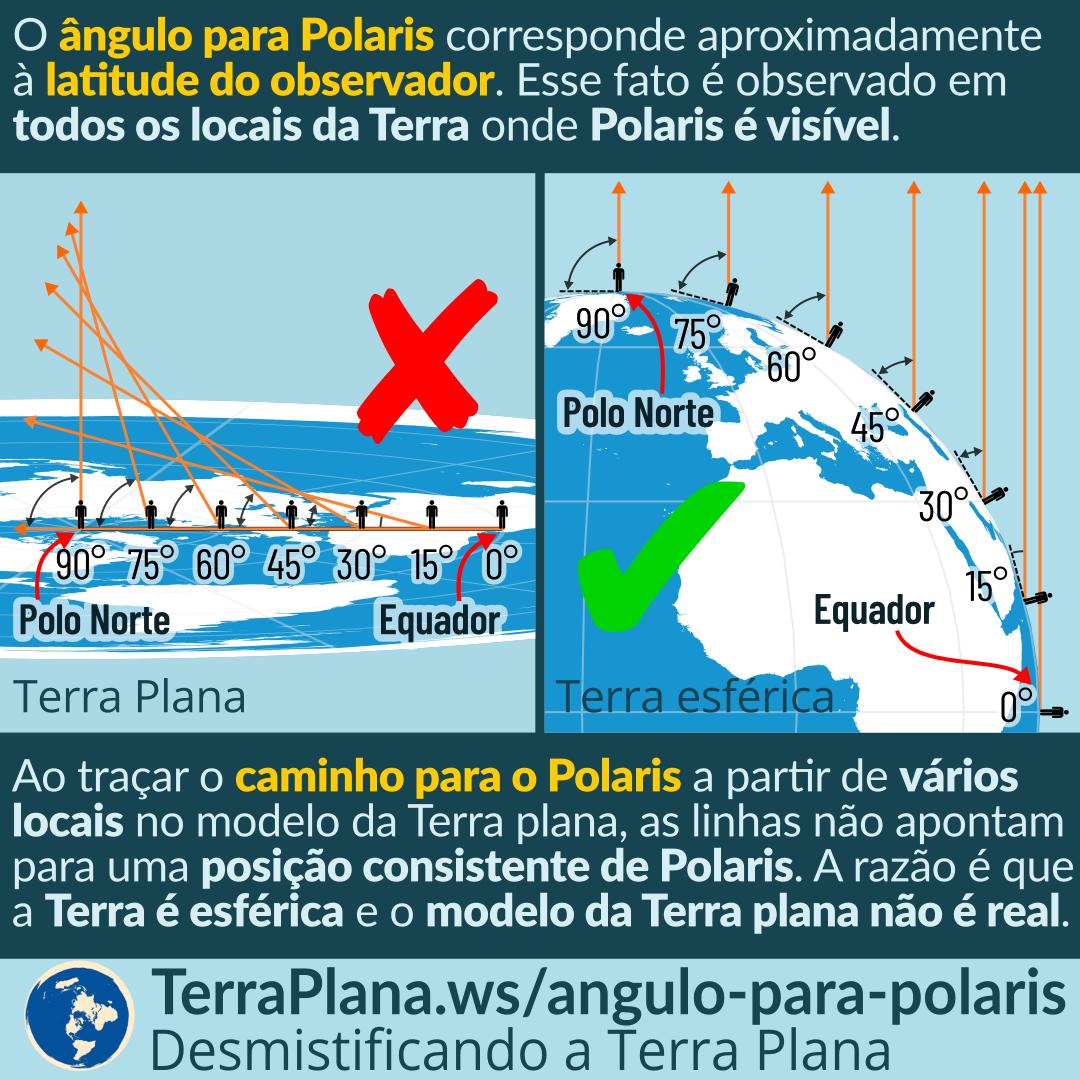 O ângulo para Polaris corresponde aproximadamente
à latitude do observador. Esse fato é observado em
todos os locais da Terra onde Polaris é visível.
90° 75° 60° 45° 30° 15° 0°
Polo Norte
Equador
Terra Plana
90°
75°
60°
Polo Norte
45°
30°
15°
Equador
0°
Terra esférica
Ao traçar o caminho para o Polaris a partir de vários
locais no modelo da Terra plana, as linhas não apontam
para uma posição consistente de Polaris. A razão é que
a Terra é esférica e o modelo da Terra plana não é real.
TerraPlana.ws/angulo-para-polaris
Desmistificando a Terra Plana